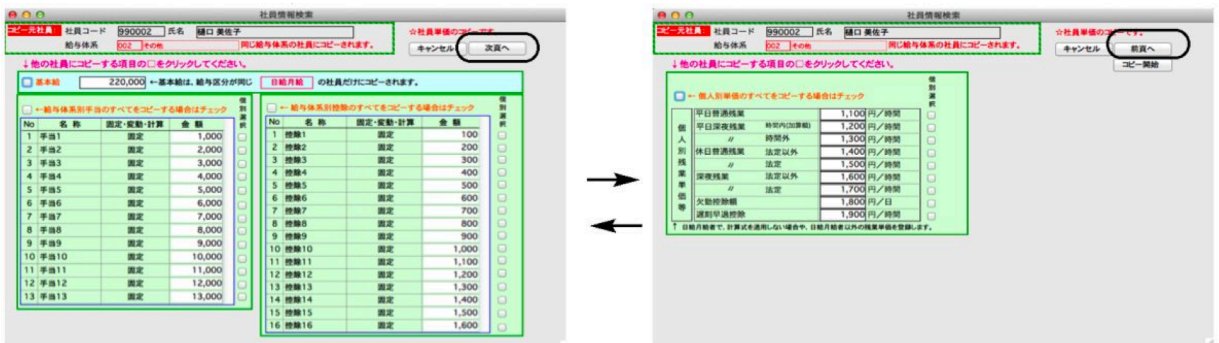 社員情報検索
コピー元社員： 社員コード 990002 氏名 樋口 美佐子
☆社員単価のコピーです。
給与体系 002 その他 同じ給与体系の社員にコピーされます。
キャンセル 次頁へ
↓他の社員にコピーする項目の□をクリックしてください。
基本給 220,000 ←基本給は、給与区分が同じ 日給月給 の社員だけにコピーされます。
←給与体系別手当のすべてをコピーする場合はチェック 個別選択
No 名 称 固定・変動・計算 金 額
1 手当1 固定 1,000
2 手当2 固定 2,000
3 手当3 固定 3,000
4 手当4 固定 4,000
5 手当5 固定 5,000
6 手当6 固定 6,000
7 手当7 固定 7,000
8 手当8 固定 8,000
9 手当9 固定 9,000
10 手当10 固定 10,000
11 手当11 固定 11,000
12 手当12 固定 12,000
13 手当13 固定 13,000
← 給与体系別控除のすべてをコピーする場合はチェック 個別選択
No 名 称 固定・変動・計算 金 額
1 控除1 固定 100
2 控除2 固定 200
3 控除3 固定 300
4 控除4 固定 400
5 控除5 固定 500
6 控除6 固定 600
7 控除7 固定 700
8 控除8 固定 800
9 控除9 固定 900
10 控除10 固定 1,000
11 控除11 固定 1,100
12 控除12 固定 1,200
13 控除13 固定 1,300
14 控除14 固定 1,400
15 控除15 固定 1,500
16 控除16 固定 1,600
社員情報検索
コピー元社員： 社員コード 990002 氏名 樋口 美佐子
☆社員単価のコピーです。
給与体系 002 その他 同じ給与体系の社員にコピーされます。
キャンセル 前頁へ
コピー開始
↓他の社員にコピーする項目の□をクリックしてください。
← 個人別単価のすべてをコピーする場合はチェック 個別選択
個人別残業単価等
平日普通残業 1,100 円／時間
平日深夜残業 時間内(加算額) 1,200 円／時間
〃 時間外 1,300 円／時間
休日普通残業 法定以外 1,400 円／時間
〃 法定 1,500 円／時間
深夜残業 法定以外 1,600 円／時間
〃 法定 1,700 円／時間
欠勤控除額 1,800 円／日
遅刻早退控除 1,900 円／時間
↑ 日給月給者で、計算式を適用しない場合や、日給月給者以外の残業単価を登録します。